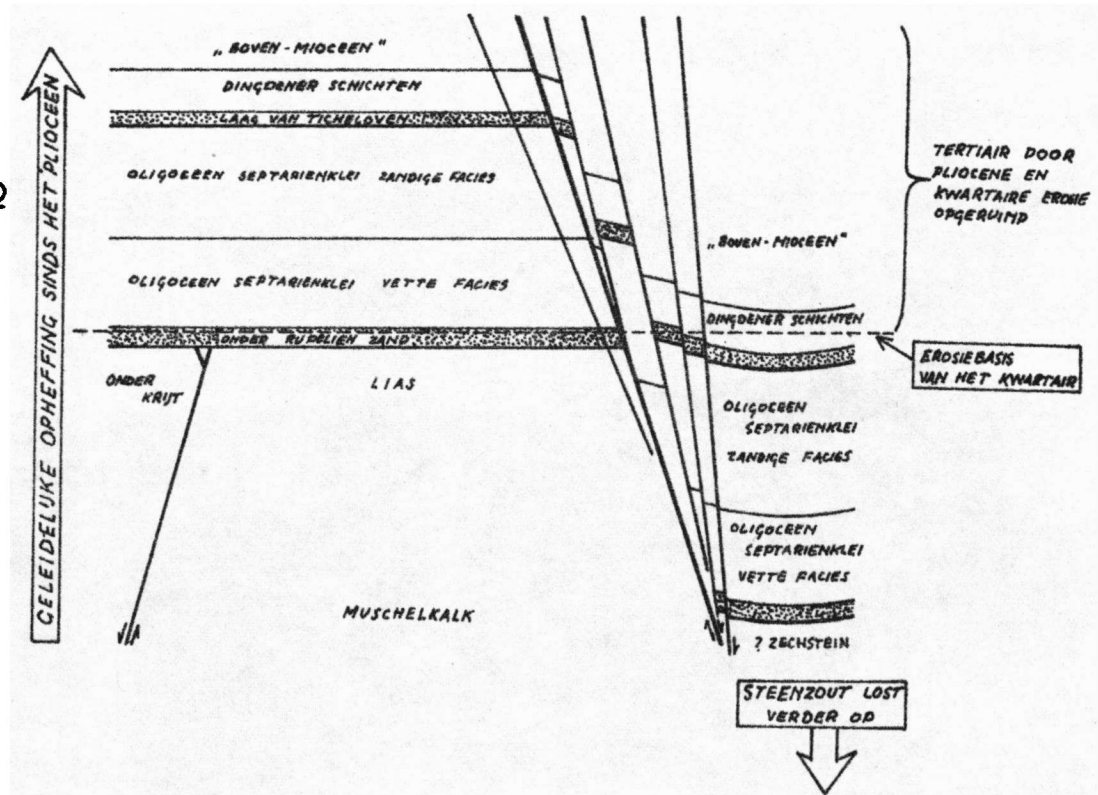 „BOVEN-MIOCEEN"
DINGDENER SCHICHTEN
LAAG VAN TICHELOVEN
OLIGOCEEN SEPTARIENKLEI ZANDIGE FACIES
OLIGOCEEN SEPTARIENKLEI VETTE FACIES
ONDER RUPELIEN ZAND
ONDER
KRIJT
LIAS
MUSCHELKALK
GELEIDELIJKE OPHEFFING SINDS HET PLIOCEEN
„BOVEN-MIOCEEN"
DINGDENER SCHICHTEN
OLIGOCEEN
SEPTARIENKLEI
ZANDIGE FACIES
OLIGOCEEN
SEPTARIENKLEI
VETTE FACIES
? ZECHSTEIN
TERTIAIR DOOR
PLIOCENE EN
KWARTAIRE EROSIE
OPGERUIMD
EROSIEBASIS
VAN HET KWARTAIR
STEENZOUT LOST
VERDER OP